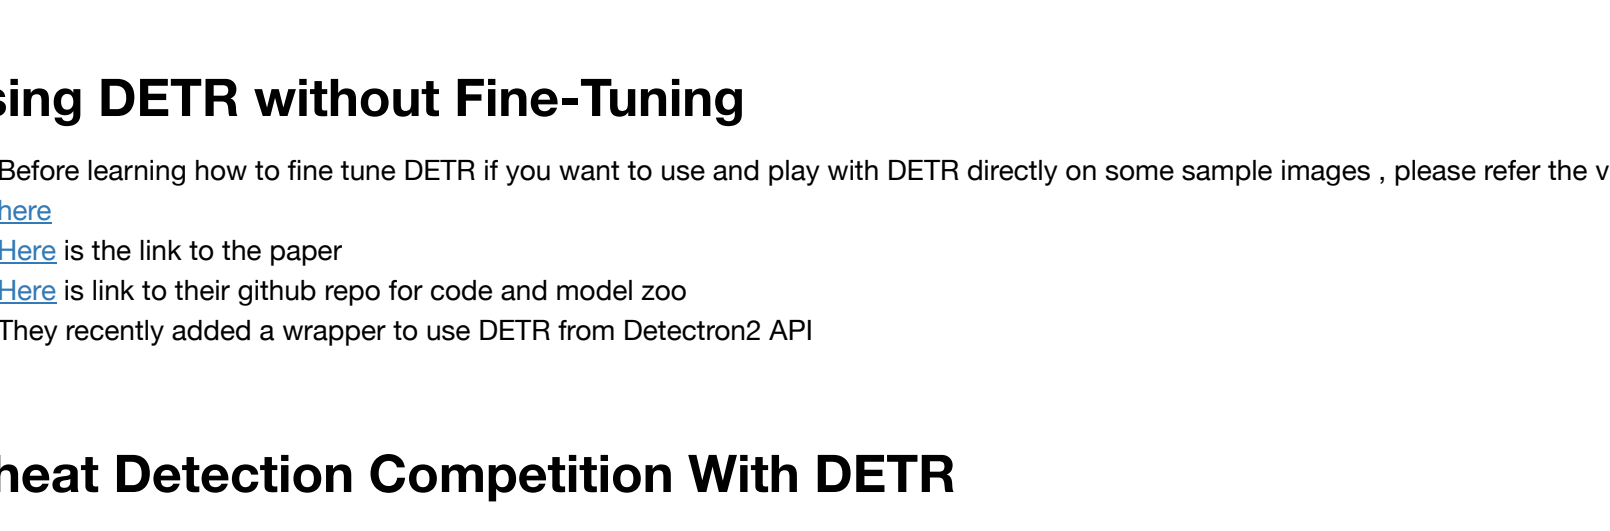 sing DETR without Fine-Tuning
Before learning how to fine tune DETR if you want to use and play with DETR directly on some sample images , please refer the v
here
Here is the link to the paper
Here is link to their github repo for code and model zoo
They recently added a wrapper to use DETR from Detectron2 API
heat Detection Competition With DETR